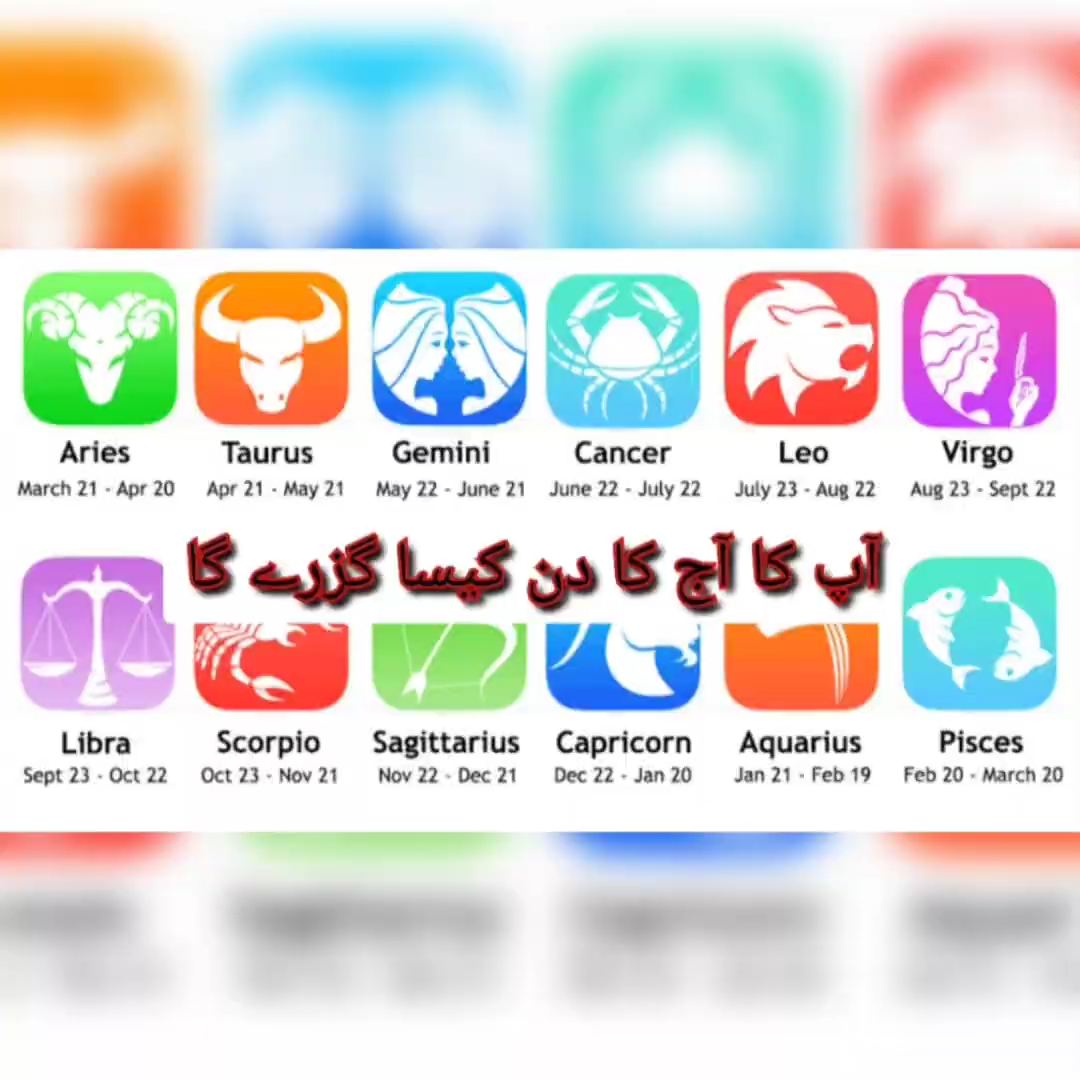 Aries Taurus Gemini Cancer Leo Virgo
March 21 - Apr 20 Apr 21 - May 21 May 22 - June 21 June 22 - July 22 July 23 - Aug 22 Aug 23 - Sept 22
آپ کا آج کا دن کیسا گزرے گا
Libra Scorpio Sagittarius Capricorn Aquarius Pisces
Sept 23 - Oct 22 Oct 23 - Nov 21 Nov 22 - Dec 21 Dec 22 - Jan 20 Jan 21 - Feb 19 Feb 20 - March 20